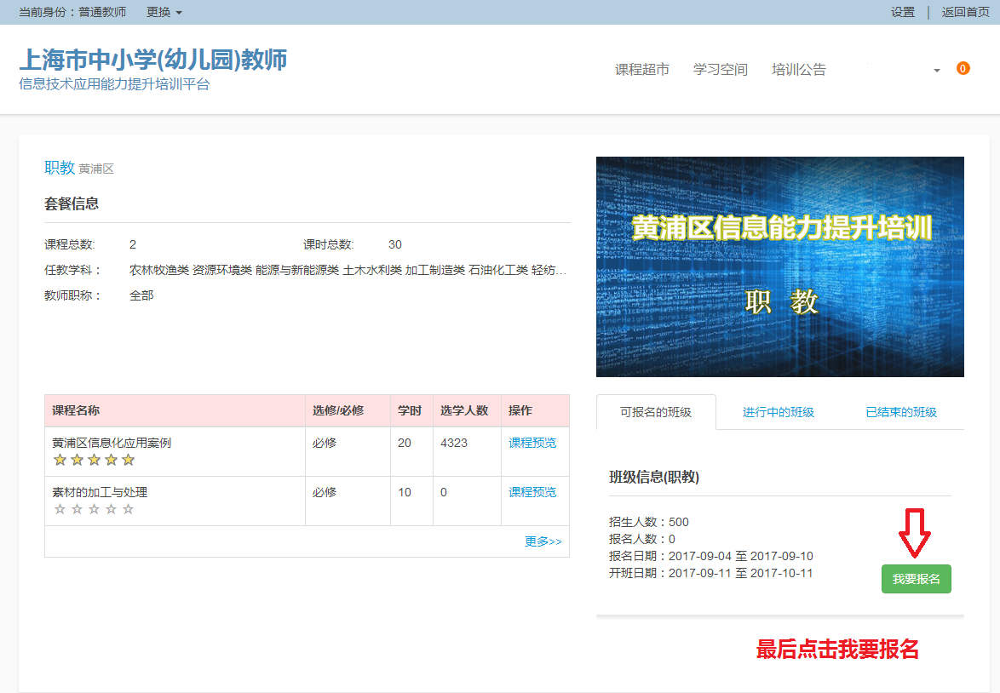 当前身份：普通教师 更换 设置 | 返回首页
上海市中小学(幼儿园)教师
信息技术应用能力提升培训平台
课程超市 学习空间 培训公告 0
职教 黄浦区
套餐信息
课程总数: 2 课时总数: 30
任教学科： 农林牧渔类 资源环境类 能源与新能源类 土木水利类 加工制造类 石油化工类 轻纺…
教师职称： 全部
黄浦区信息能力提升培训
职 教
课程名称 选修/必修 学时 选学人数 操作
黄浦区信息化应用案例 必修 20 4323 课程预览
素材的加工与处理 必修 10 0 课程预览
更多>>
可报名的班级 进行中的班级 已结束的班级
班级信息(职教)
招生人数：500
报名人数：0
报名日期：2017-09-04 至 2017-09-10
开班日期：2017-09-11 至 2017-10-11
我要报名
最后点击我要报名